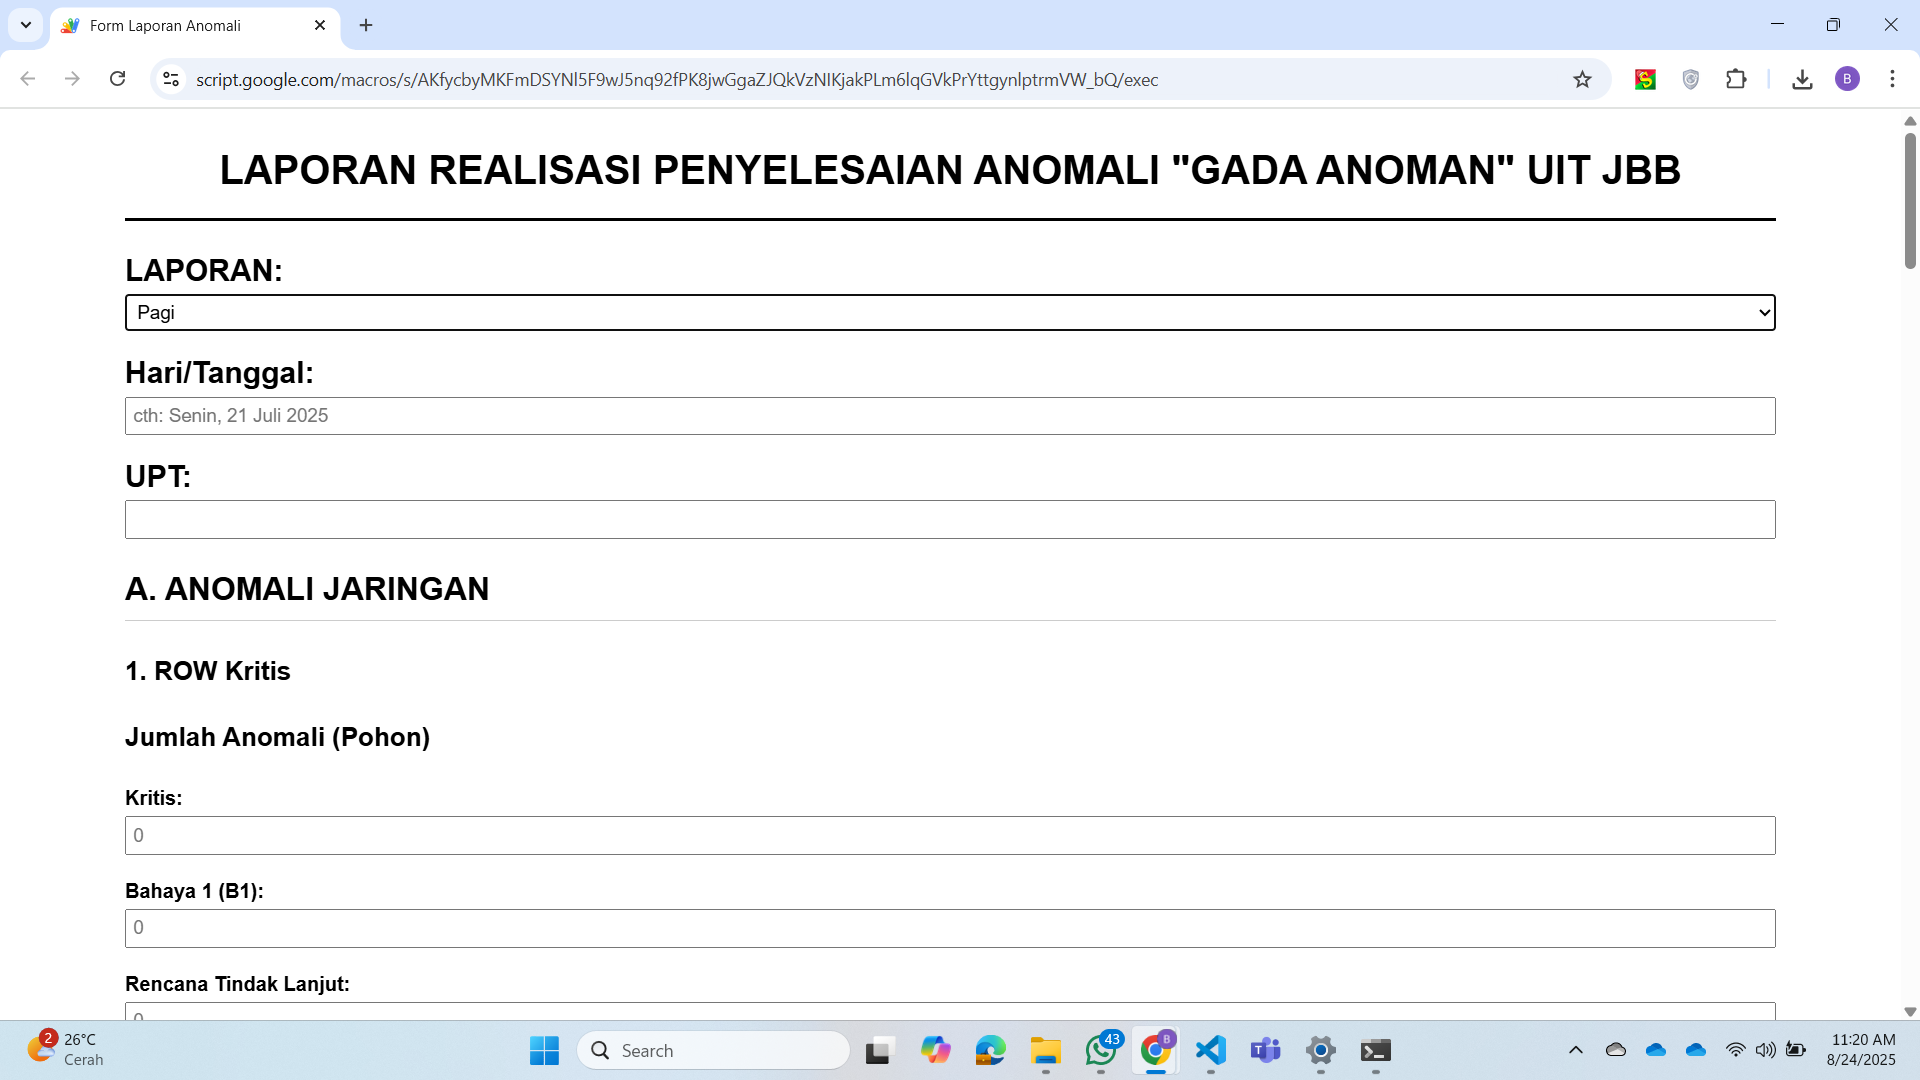 Form Laporan Anomali
script.google.com/macros/s/AKfycbyMKFmDSYNl5F9wJ5nq92fPK8jwGgaZJQkVzNIKjakPLm6lqGVkPrYttgynlptrmVW_bQ/exec
B
LAPORAN REALISASI PENYELESAIAN ANOMALI "GADA ANOMAN" UIT JBB
LAPORAN:
Pagi
Hari/Tanggal:
cth: Senin, 21 Juli 2025
UPT:
A. ANOMALI JARINGAN
1. ROW Kritis
Jumlah Anomali (Pohon)
Kritis:
0
Bahaya 1 (B1):
0
Rencana Tindak Lanjut:
0
2
26°C
Cerah
Search
43
B
11:20 AM
8/24/2025